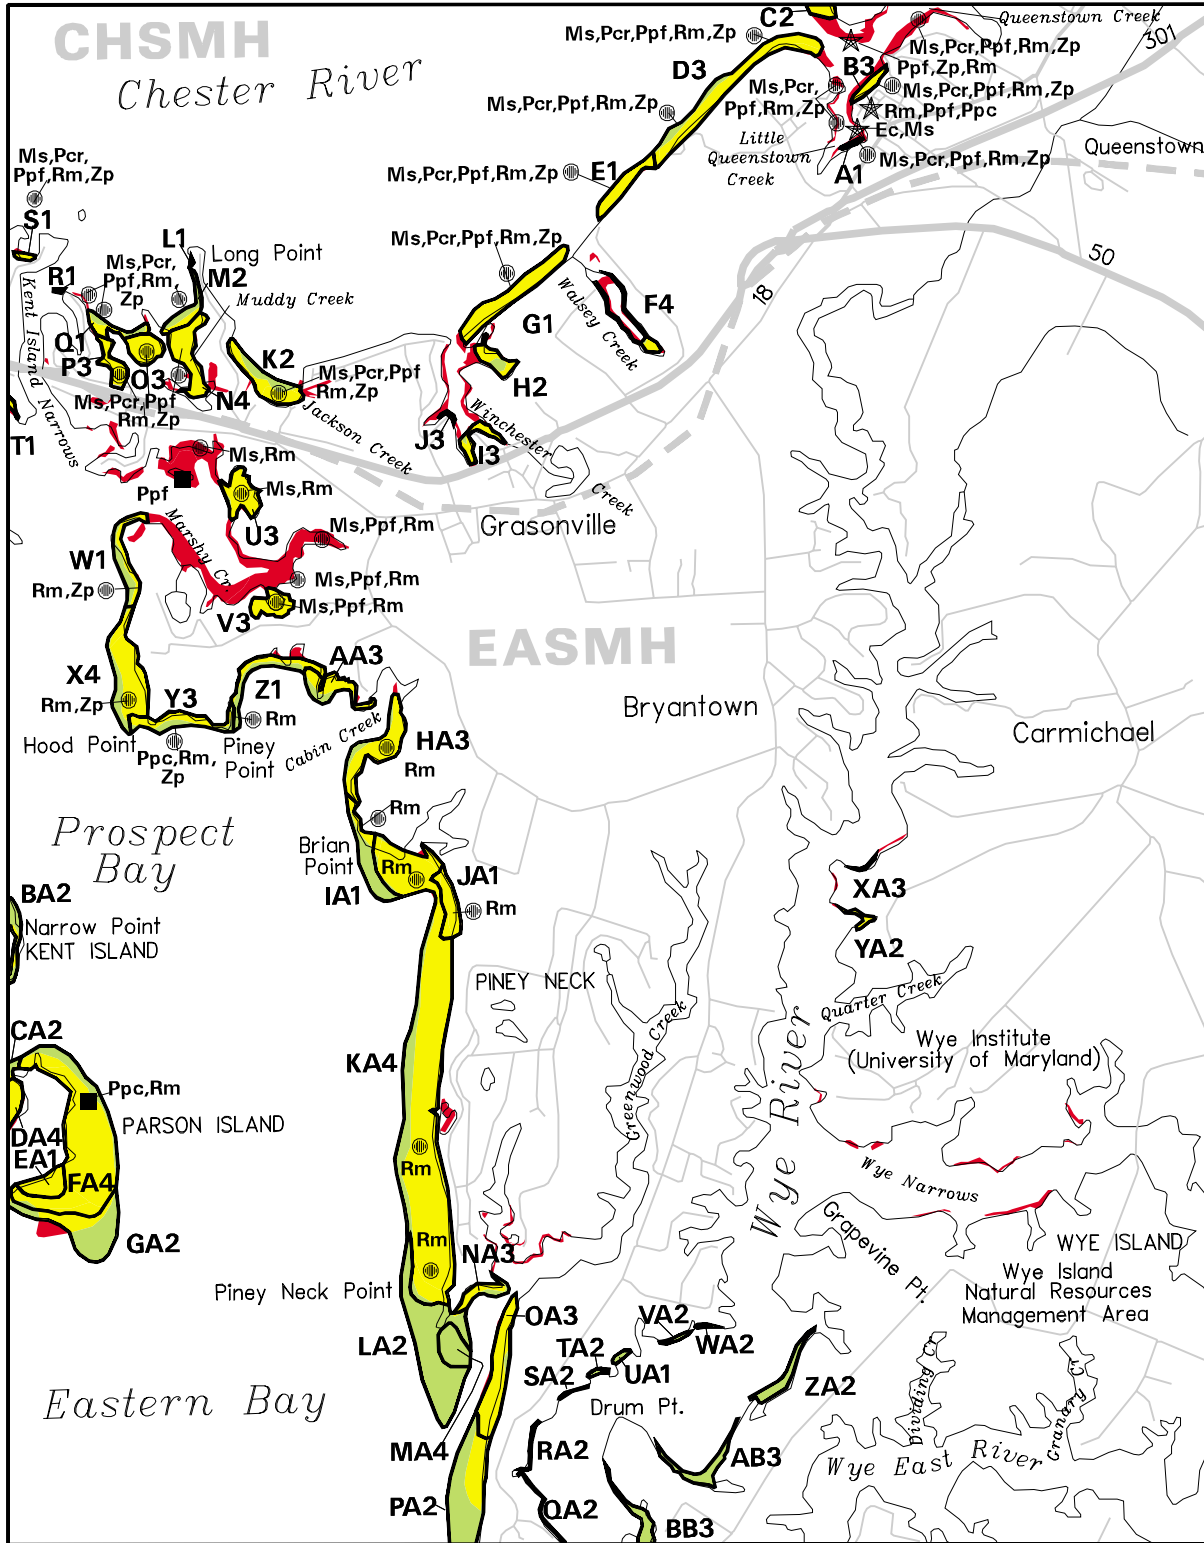 CHSMH
Chester River
C2
Ms,Pcr,Ppf,Rm,Zp
Queenstown Creek
301
D3
B3
Ms,Pcr,Ppf,Rm,Zp
Ppf,Zp,Rm
Ms,Pcr,
Ppf,Rm,Zp
Ms,Pcr,Ppf,Rm,Zp
Rm,Ppf,Ppc
Ec,Ms
Ms,Pcr,Ppf,Rm,Zp
Little
Queenstown
Creek
A1
Ms,Pcr,Ppf,Rm,Zp
Queenstown
Ms,Pcr,Ppf,Rm,Zp
E1
Ms,Pcr,
Ppf,Rm,Zp
S1
Ms,Pcr,Ppf,Rm,Zp
L1
Long Point
R1
Ms,Pcr,
Ppf,Rm,
Zp
M2
Muddy Creek
Kent Island Narrows
50
18
F4
Walsey Creek
G1
Q1
P3
O3
K2
H2
Ms,Pcr,Ppf
Rm,Zp
N4
Ms,Pcr,Ppf
Rm,Zp
Jackson Creek
T1
J3
I3
Winchester
Creek
Ms,Rm
Ppf
Ms,Rm
Grasonville
U3
Marshy Cr.
Ms,Ppf,Rm
W1
Rm,Zp
Ms,Ppf,Rm
Ms,Ppf,Rm
V3
EASMH
AA3
X4
Rm,Zp
Y3
Z1
Rm
Bryantown
Carmichael
Hood Point
Piney
Point
Cabin Creek
Ppc,Rm,
Zp
HA3
Rm
Rm
Prospect
Bay
Brian
Point
Rm
IA1
JA1
Rm
BA2
Narrow Point
KENT ISLAND
XA3
YA2
PINEY NECK
Quarter Creek
CA2
KA4
Greenwood Creek
Wye River
Wye Institute
(University of Maryland)
Ppc,Rm
PARSON ISLAND
DA4
EA1
FA4
Rm
Wye Narrows
GA2
Rm
NA3
Grapevine Pt.
WYE ISLAND
Wye Island
Natural Resources
Management Area
Piney Neck Point
OA3
VA2
WA2
LA2
TA2
SA2
UA1
ZA2
Drum Pt.
Dividing Cr
Granary Cr
Eastern Bay
MA4
RA2
AB3
Wye East River
PA2
QA2
BB3